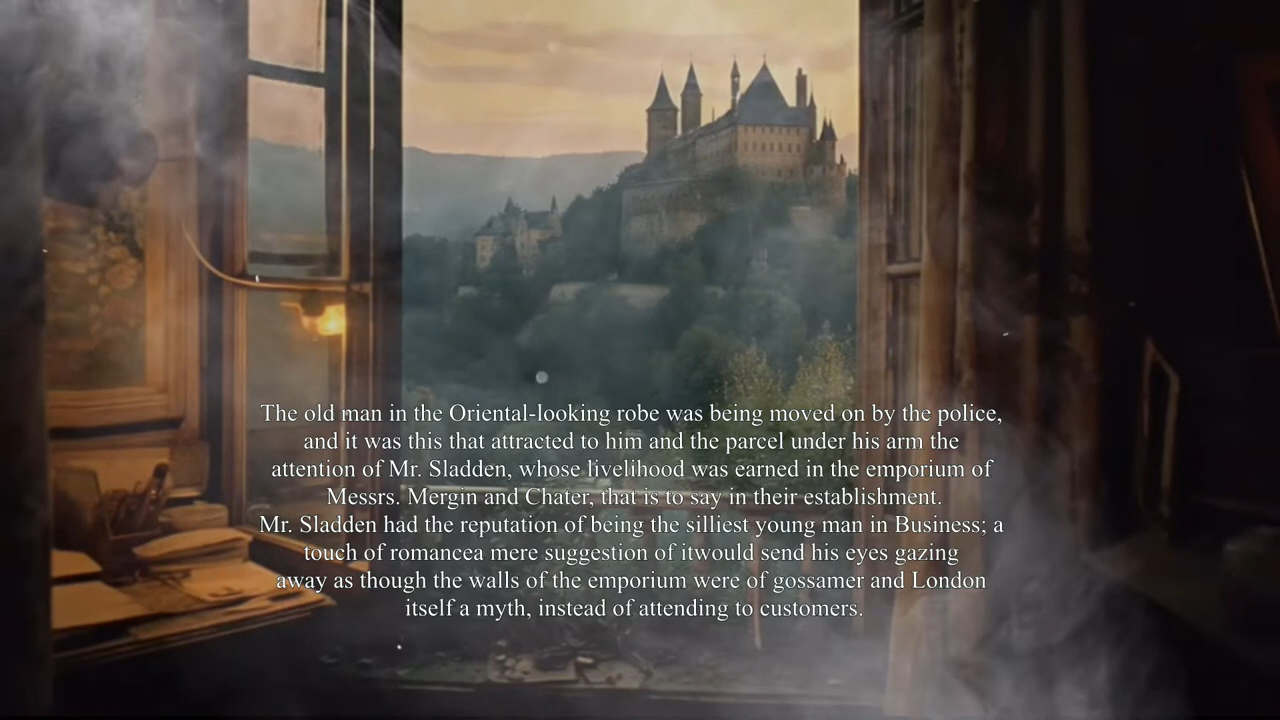 The old man in the Oriental-looking robe was being moved on by the police,
and it was this that attracted to him and the parcel under his arm the
attention of Mr. Sladden, whose livelihood was earned in the emporium of
Messrs. Mergin and Chater, that is to say in their establishment.
Mr. Sladden had the reputation of being the silliest young man in Business; a
touch of romancea mere suggestion of itwould send his eyes gazing
away as though the walls of the emporium were of gossamer and London
itself a myth, instead of attending to customers.